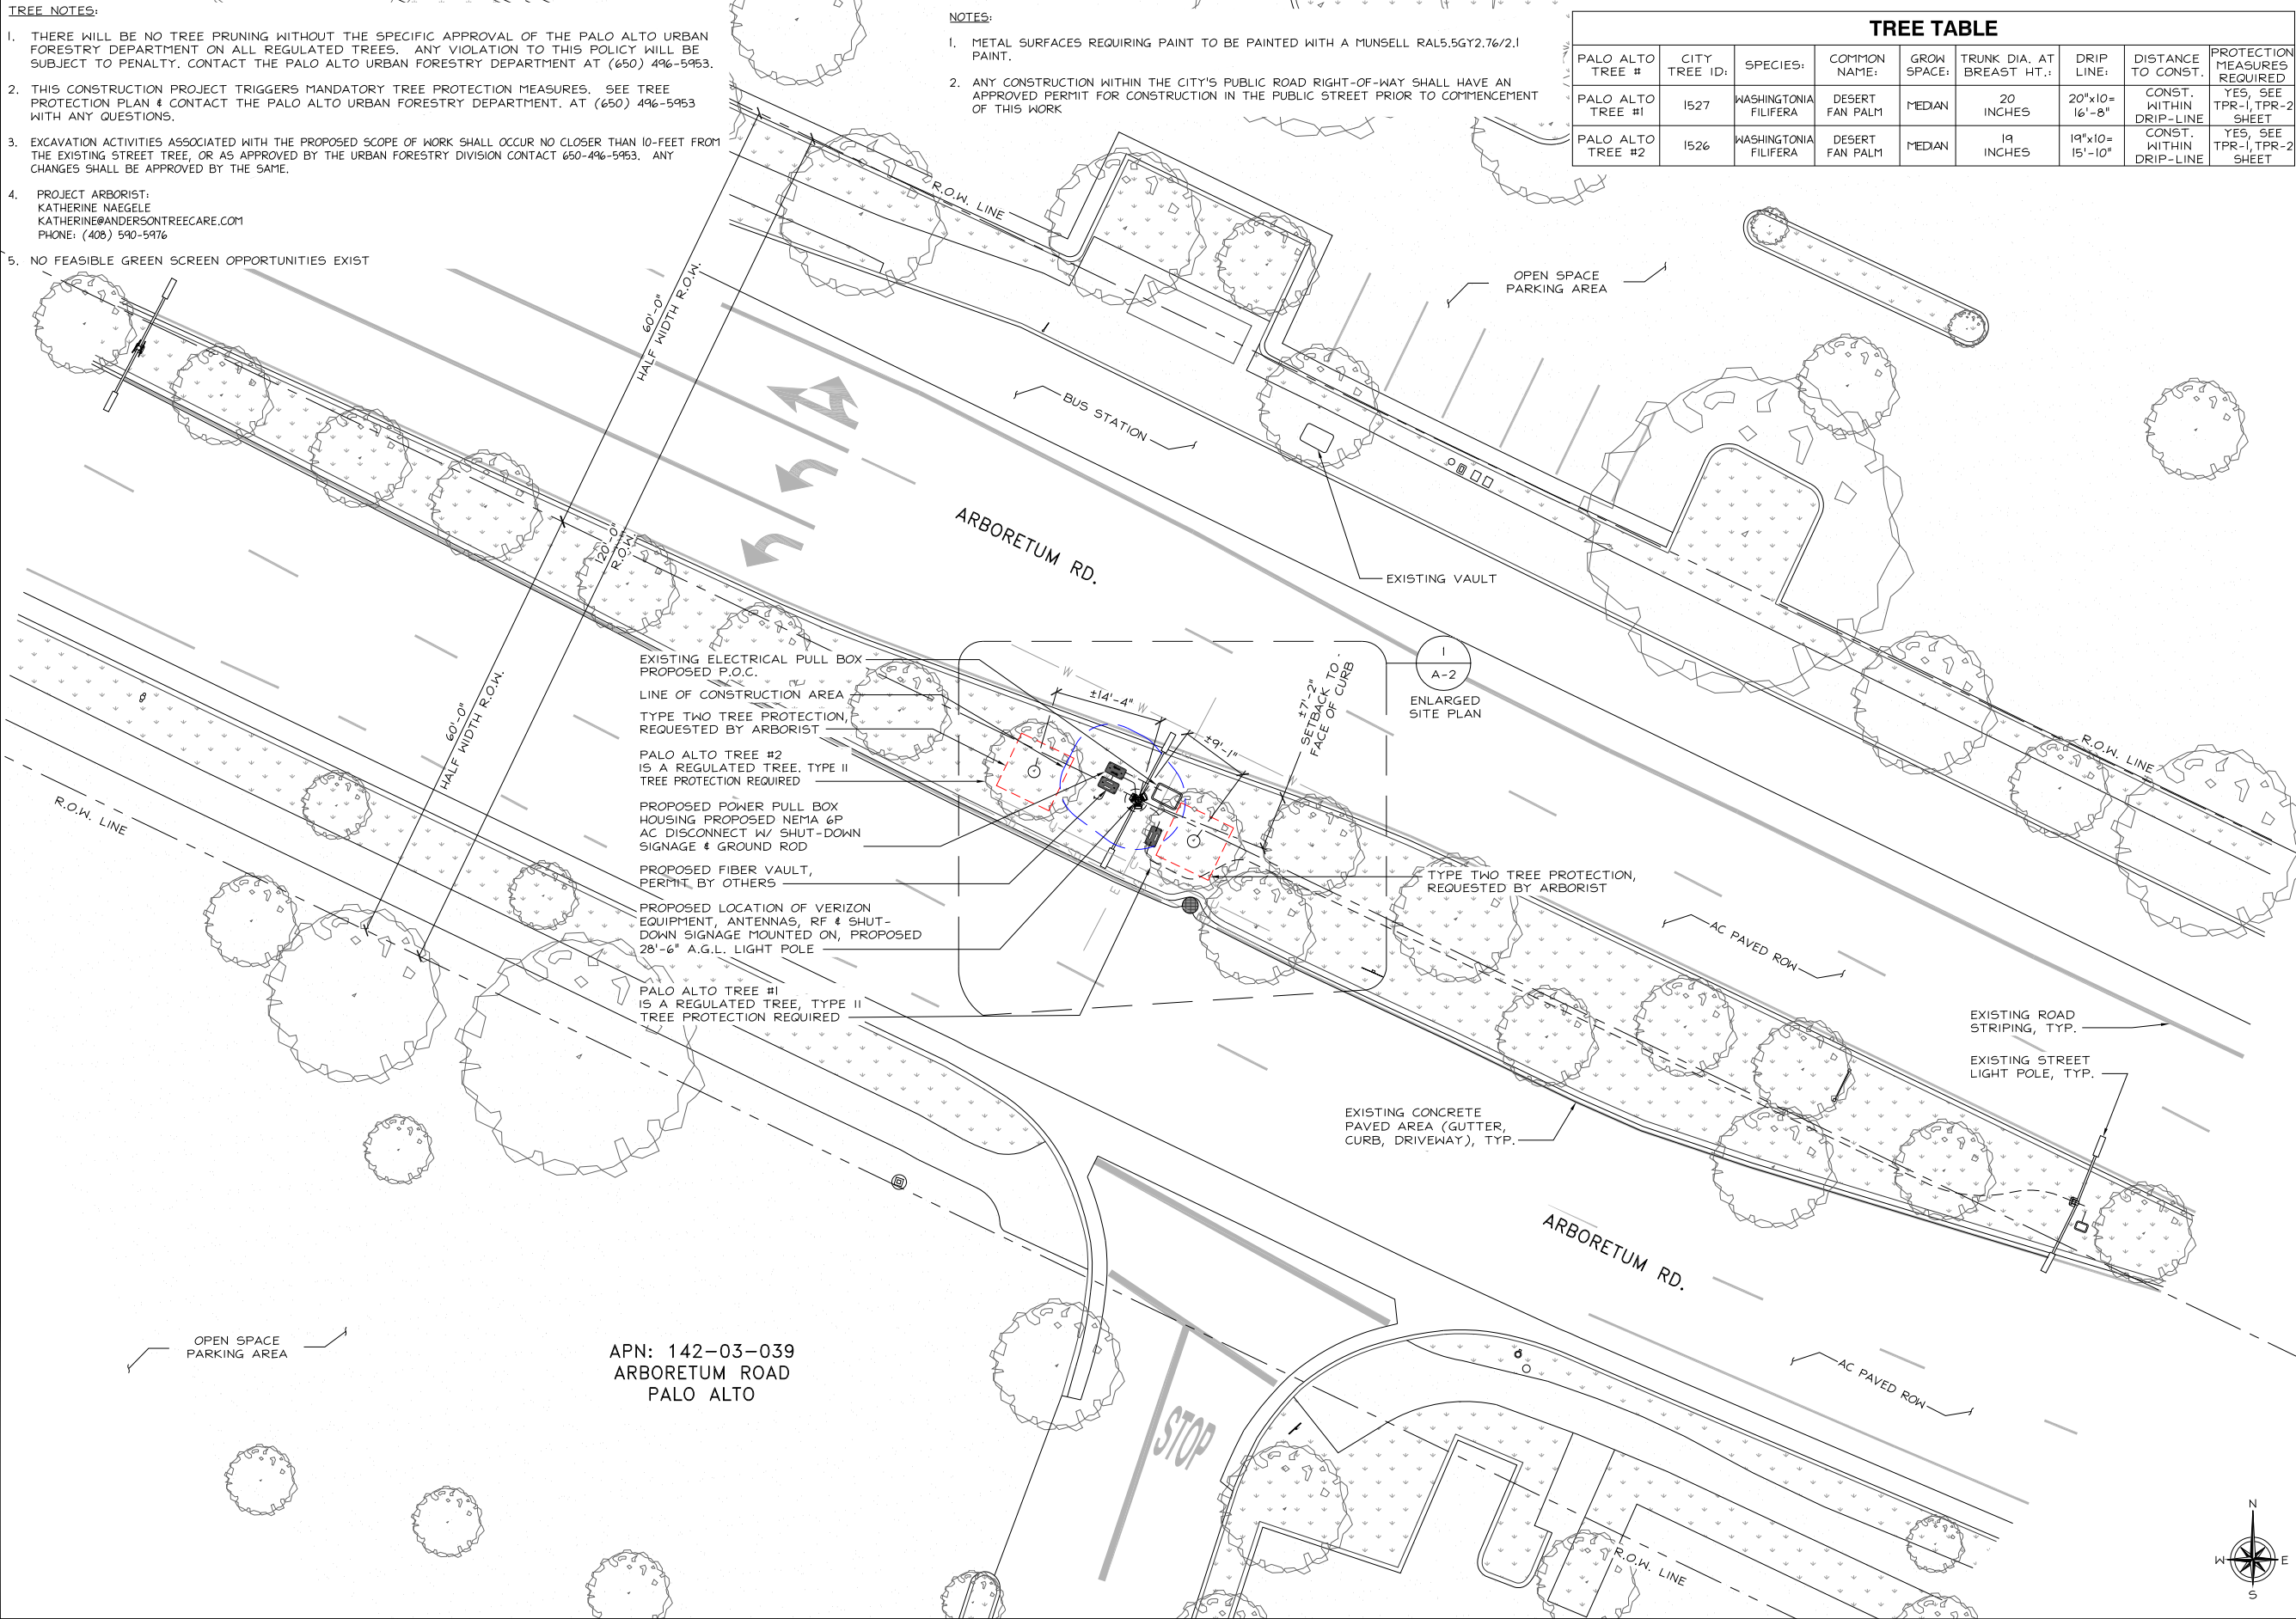 TREE NOTES:
1. THERE WILL BE NO TREE PRUNING WITHOUT THE SPECIFIC APPROVAL OF THE PALO ALTO URBAN
FORESTRY DEPARTMENT ON ALL REGULATED TREES. ANY VIOLATION TO THIS POLICY WILL BE
SUBJECT TO PENALTY. CONTACT THE PALO ALTO URBAN FORESTRY DEPARTMENT AT (650) 496-5953.
2. THIS CONSTRUCTION PROJECT TRIGGERS MANDATORY TREE PROTECTION MEASURES. SEE TREE
PROTECTION PLAN & CONTACT THE PALO ALTO URBAN FORESTRY DEPARTMENT. AT (650) 496-5953
WITH ANY QUESTIONS.
3. EXCAVATION ACTIVITIES ASSOCIATED WITH THE PROPOSED SCOPE OF WORK SHALL OCCUR NO CLOSER THAN 10-FEET FROM
THE EXISTING STREET TREE, OR AS APPROVED BY THE URBAN FORESTRY DIVISION CONTACT 650-496-5953. ANY
CHANGES SHALL BE APPROVED BY THE SAME.
4. PROJECT ARBORIST:
KATHERINE NAEGELE
KATHERINE@ANDERSONTREECARE.COM
PHONE: (408) 590-5976
5. NO FEASIBLE GREEN SCREEN OPPORTUNITIES EXIST
NOTES:
1. METAL SURFACES REQUIRING PAINT TO BE PAINTED WITH A MUNSELL RAL5.5GY2.76/2.1
PAINT.
2. ANY CONSTRUCTION WITHIN THE CITY'S PUBLIC ROAD RIGHT-OF-WAY SHALL HAVE AN
APPROVED PERMIT FOR CONSTRUCTION IN THE PUBLIC STREET PRIOR TO COMMENCEMENT
OF THIS WORK
TREE TABLE
PALO ALTO TREE # CITY TREE ID: SPECIES: COMMON NAME: GROW SPACE: TRUNK DIA. AT BREAST HT.: DRIP LINE: DISTANCE TO CONST. PROTECTION MEASURES REQUIRED
PALO ALTO TREE #1 1527 WASHINGTONIA FILIFERA DESERT FAN PALM MEDIAN 20 INCHES 20"x10= 16'-8" CONST. WITHIN DRIP-LINE YES, SEE TPR-1,TPR-2 SHEET
PALO ALTO TREE #2 1526 WASHINGTONIA FILIFERA DESERT FAN PALM MEDIAN 19 INCHES 19"x10= 15'-10" CONST. WITHIN DRIP-LINE YES, SEE TPR-1,TPR-2 SHEET
R.O.W. LINE
OPEN SPACE
PARKING AREA
60'-0"
HALF WIDTH R.O.W.
BUS STATION
ARBORETUM RD.
120'-0"
R.O.W.
EXISTING VAULT
60'-0"
HALF WIDTH R.O.W.
R.O.W. LINE
EXISTING ELECTRICAL PULL BOX
PROPOSED P.O.C.
LINE OF CONSTRUCTION AREA
TYPE TWO TREE PROTECTION,
REQUESTED BY ARBORIST
PALO ALTO TREE #2
IS A REGULATED TREE. TYPE II
TREE PROTECTION REQUIRED
PROPOSED POWER PULL BOX
HOUSING PROPOSED NEMA 6P
AC DISCONNECT W/ SHUT-DOWN
SIGNAGE & GROUND ROD
PROPOSED FIBER VAULT,
PERMIT BY OTHERS
PROPOSED LOCATION OF VERIZON
EQUIPMENT, ANTENNAS, RF & SHUT-
DOWN SIGNAGE MOUNTED ON, PROPOSED
28'-6" A.G.L. LIGHT POLE
PALO ALTO TREE #1
IS A REGULATED TREE, TYPE II
TREE PROTECTION REQUIRED
W
W
W
W
±14'-4"
±9'-1"
±7'-2"
SETBACK TO
FACE OF CURB
E
1
A-2
ENLARGED
SITE PLAN
TYPE TWO TREE PROTECTION,
REQUESTED BY ARBORIST
R.O.W. LINE
AC PAVED ROW
EXISTING ROAD
STRIPING, TYP.
EXISTING STREET
LIGHT POLE, TYP.
EXISTING CONCRETE
PAVED AREA (GUTTER,
CURB, DRIVEWAY), TYP.
ARBORETUM RD.
OPEN SPACE
PARKING AREA
APN: 142-03-039
ARBORETUM ROAD
PALO ALTO
STOP
AC PAVED ROW
R.O.W. LINE
N
W E
S